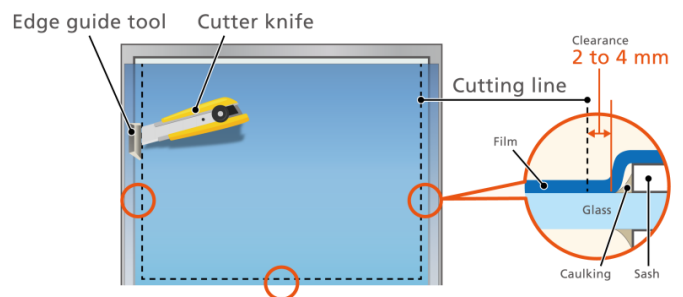 Edge guide tool
Cutter knife
Clearance
2 to 4 mm
Cutting line
Film
Glass
Caulking
Sash